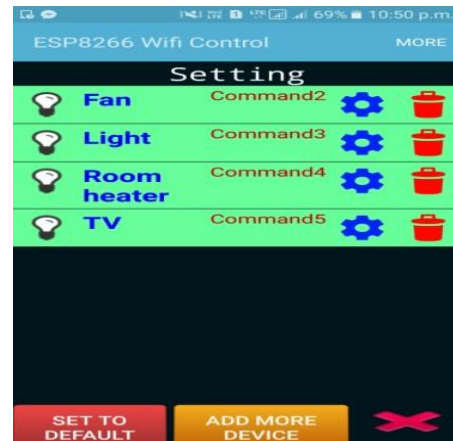 69% 10:50 p.m.
ESP8266 Wifi Control MORE
Setting
Fan Command2
Light Command3
Room heater Command4
TV Command5
SET TO DEFAULT
ADD MORE DEVICE